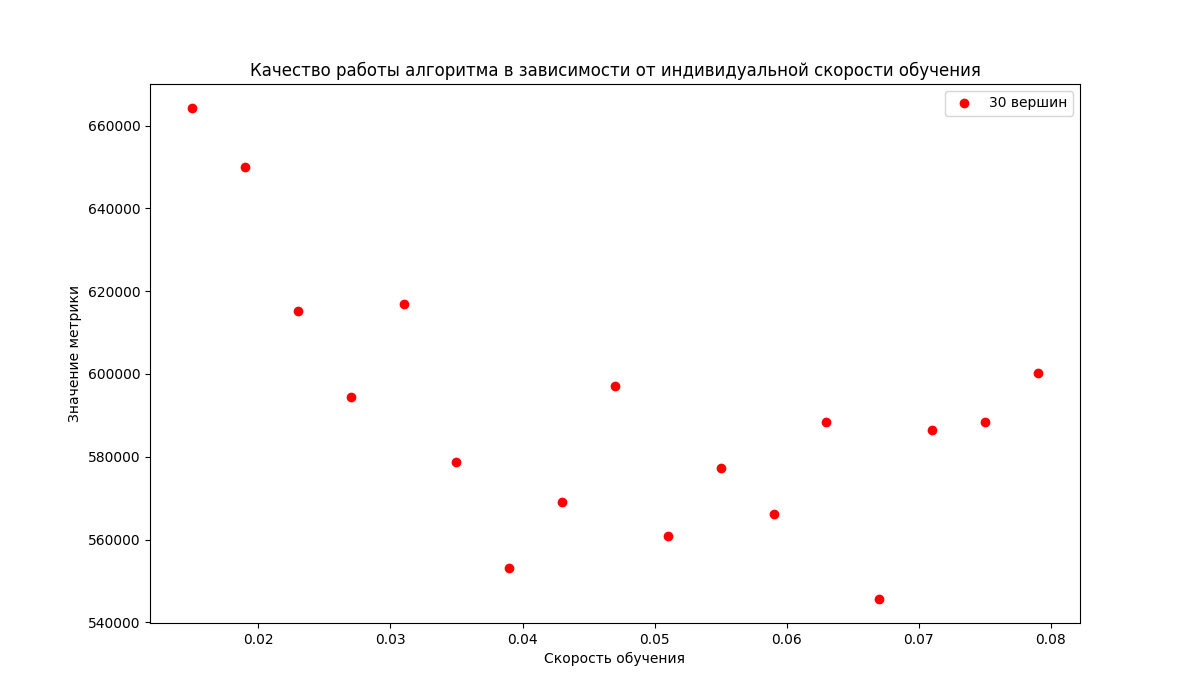 Качество работы алгоритма в зависимости от индивидуальной скорости обучения
30 вершин
660000
640000
620000
600000
580000
560000
540000
Значение метрики
0.02 0.03 0.04 0.05 0.06 0.07 0.08
Скорость обучения